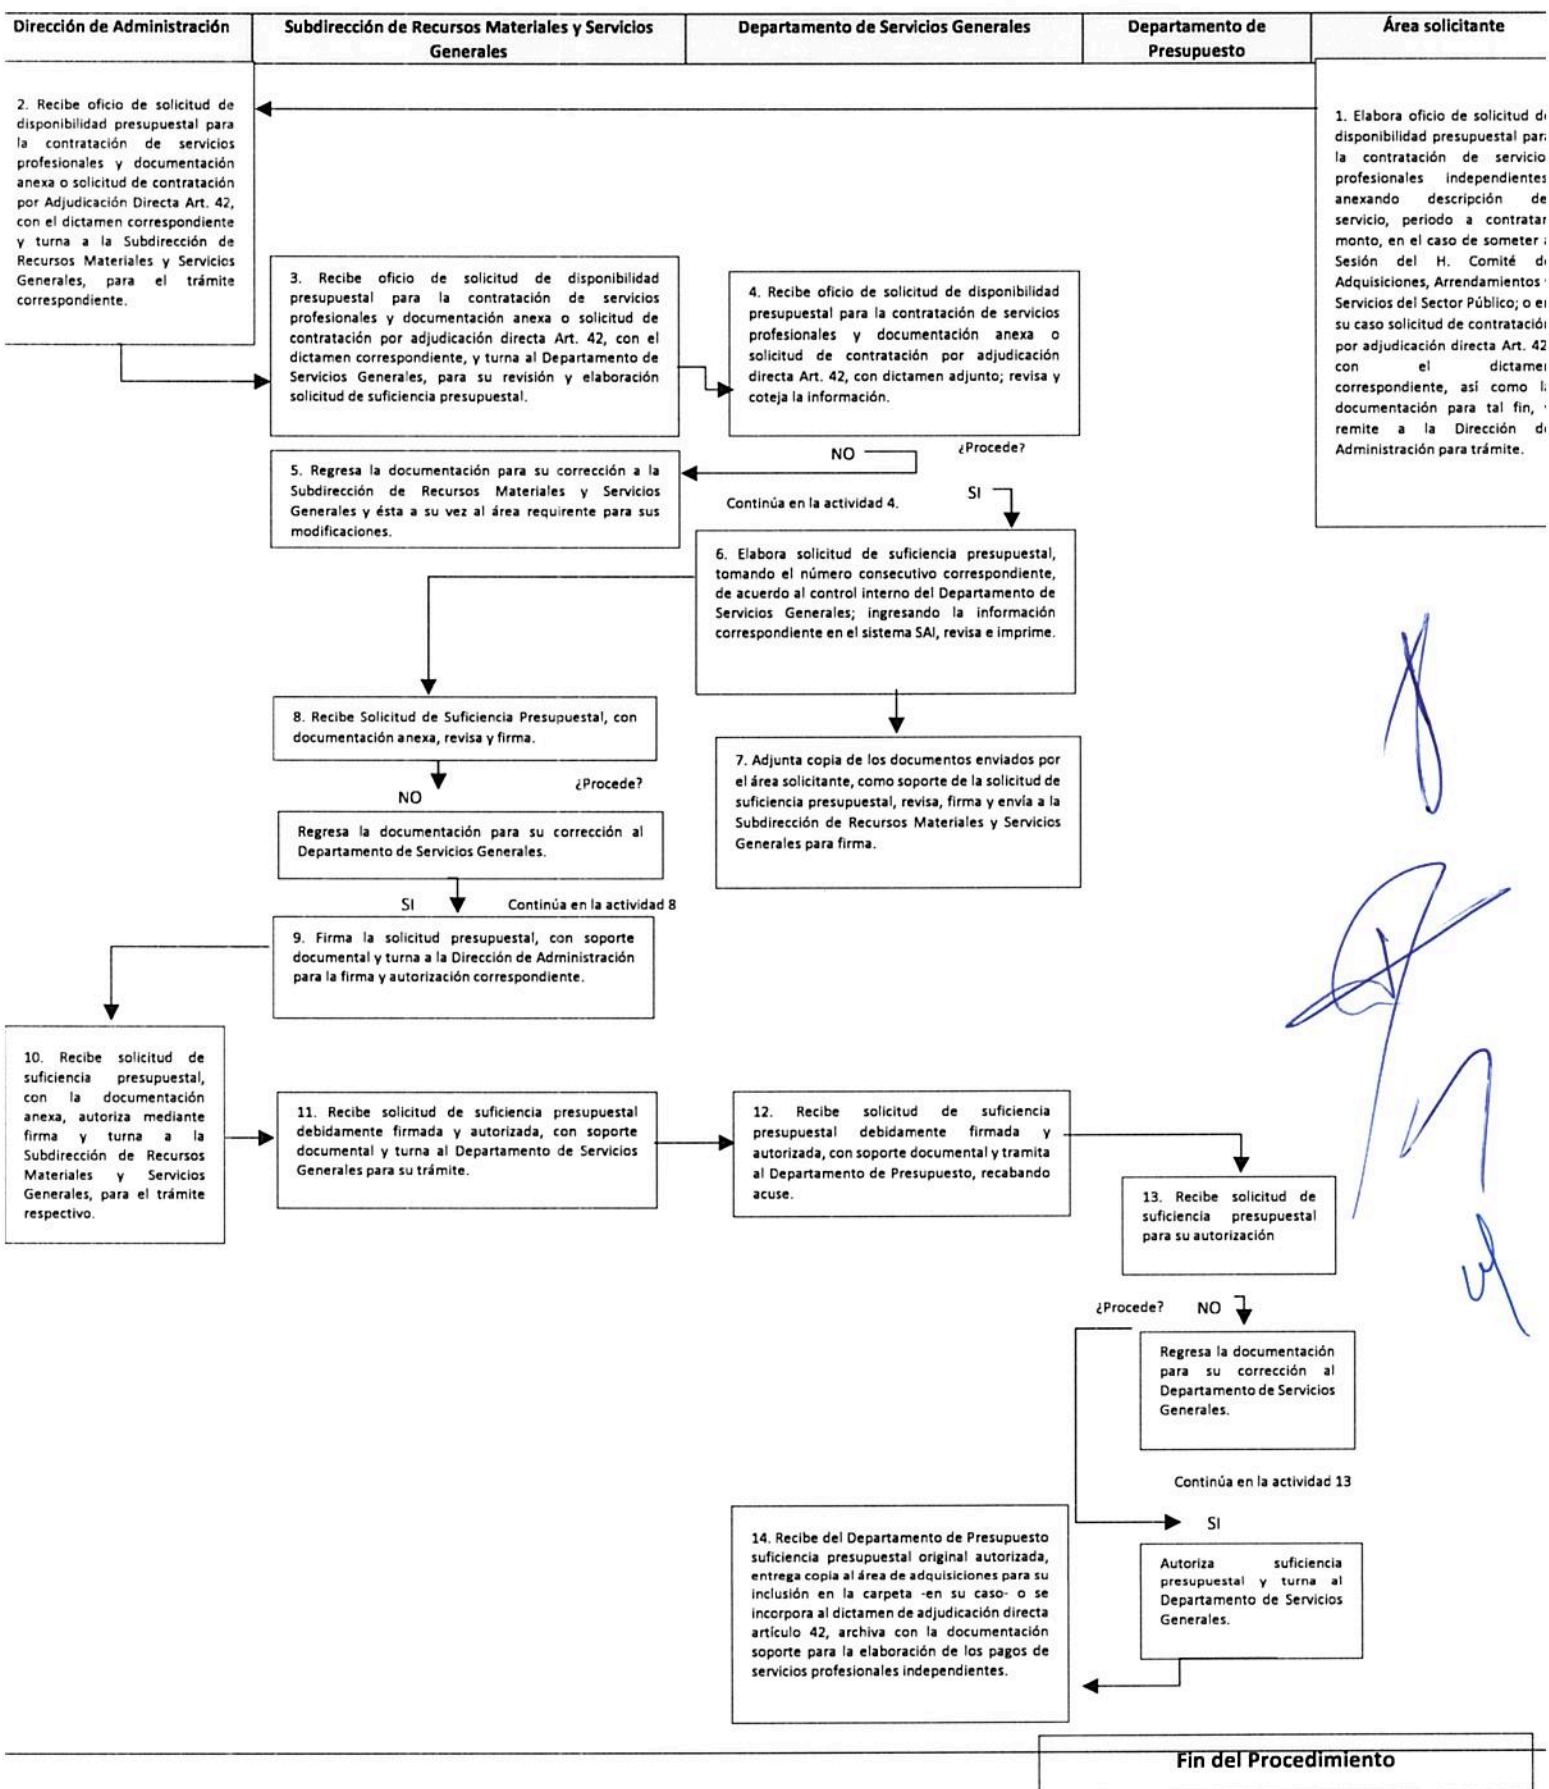 Dirección de Administración
Subdirección de Recursos Materiales y Servicios
Generales
Departamento de Servicios Generales
Departamento de
Presupuesto
Área solicitante
2. Recibe oficio de solicitud de
disponibilidad presupuestal para
la contratación de servicios
profesionales y documentación
anexa o solicitud de contratación
por Adjudicación Directa Art. 42,
con el dictamen correspondiente
y turna a la Subdirección de
Recursos Materiales y Servicios
Generales, para el trámite
correspondiente.
1. Elabora oficio de solicitud
disponibilidad presupuestal
la contratación de
profesionales
anexando descripción
servicio, periodo a
monto, en el caso de someter
Sesión del H. Comité
Adquisiciones, Arrendamientos
Servicios del Sector Público; o
su caso solicitud de
por adjudicación directa Art. 42
con el
correspondiente, así como
documentación para tal fin,
remite a la Dirección
Administración para trámite.
3. Recibe oficio de solicitud de disponibilidad
presupuestal para la contratación de servicios
profesionales y documentación anexa o solicitud de
contratación por adjudicación directa Art. 42, con el
dictamen correspondiente, y turna al Departamento de
Servicios Generales, para su revisión y elaboración
solicitud de suficiencia presupuestal.
4. Recibe oficio de solicitud de disponibilidad
presupuestal para la contratación de servicios
profesionales y documentación anexa o
solicitud de contratación por adjudicación
directa Art. 42, con dictamen adjunto; revisa y
coteja la información.
NO
¿Procede?
5. Regresa la documentación para su corrección a la
Subdirección de Recursos Materiales y Servicios
Generales y ésta a su vez al área requirente para sus
modificaciones.
Continúa en la actividad 4.
SI
6. Elabora solicitud de suficiencia presupuestal,
tomando el número consecutivo correspondiente,
de acuerdo al control interno del Departamento de
Servicios Generales; ingresando la información
correspondiente en el sistema SAI, revisa e imprime.
8. Recibe Solicitud de Suficiencia Presupuestal, con
documentación anexa, revisa y firma.
7. Adjunta copia de los documentos enviados por
el área solicitante, como soporte de la solicitud de
suficiencia presupuestal, revisa, firma y envía a la
Subdirección de Recursos Materiales y Servicios
Generales para firma.
¿Procede?
NO
Regresa la documentación para su corrección al
Departamento de Servicios Generales.
SI
Continúa en la actividad 8
9. Firma la solicitud presupuestal, con soporte
documental y turna a la Dirección de Administración
para la firma y autorización correspondiente.
10. Recibe solicitud de
suficiencia presupuestal,
con la documentación
anexa, autoriza mediante
firma y turna a la
Subdirección de Recursos
Materiales y Servicios
Generales, para el trámite
respectivo.
11. Recibe solicitud de suficiencia presupuestal
debidamente firmada y autorizada, con soporte
documental y turna al Departamento de Servicios
Generales para su trámite.
12. Recibe solicitud de suficiencia
presupuestal debidamente firmada y
autorizada, con soporte documental y tramita
al Departamento de Presupuesto, recabando
acuse.
13. Recibe solicitud de
suficiencia presupuestal
para su autorización
¿Procede?
NO
Regresa la documentación
para su corrección al
Departamento de Servicios
Generales.
Continúa en la actividad 13
SI
Autoriza suficiencia
presupuestal y turna al
Departamento de Servicios
Generales.
14. Recibe del Departamento de Presupuesto
suficiencia presupuestal original autorizada,
entrega copia al área de adquisiciones para su
inclusión en la carpeta -en su caso- o se
incorpora al dictamen de adjudicación directa
artículo 42, archiva con la documentación
soporte para la elaboración de los pagos de
servicios profesionales independientes.
Fin del Procedimiento